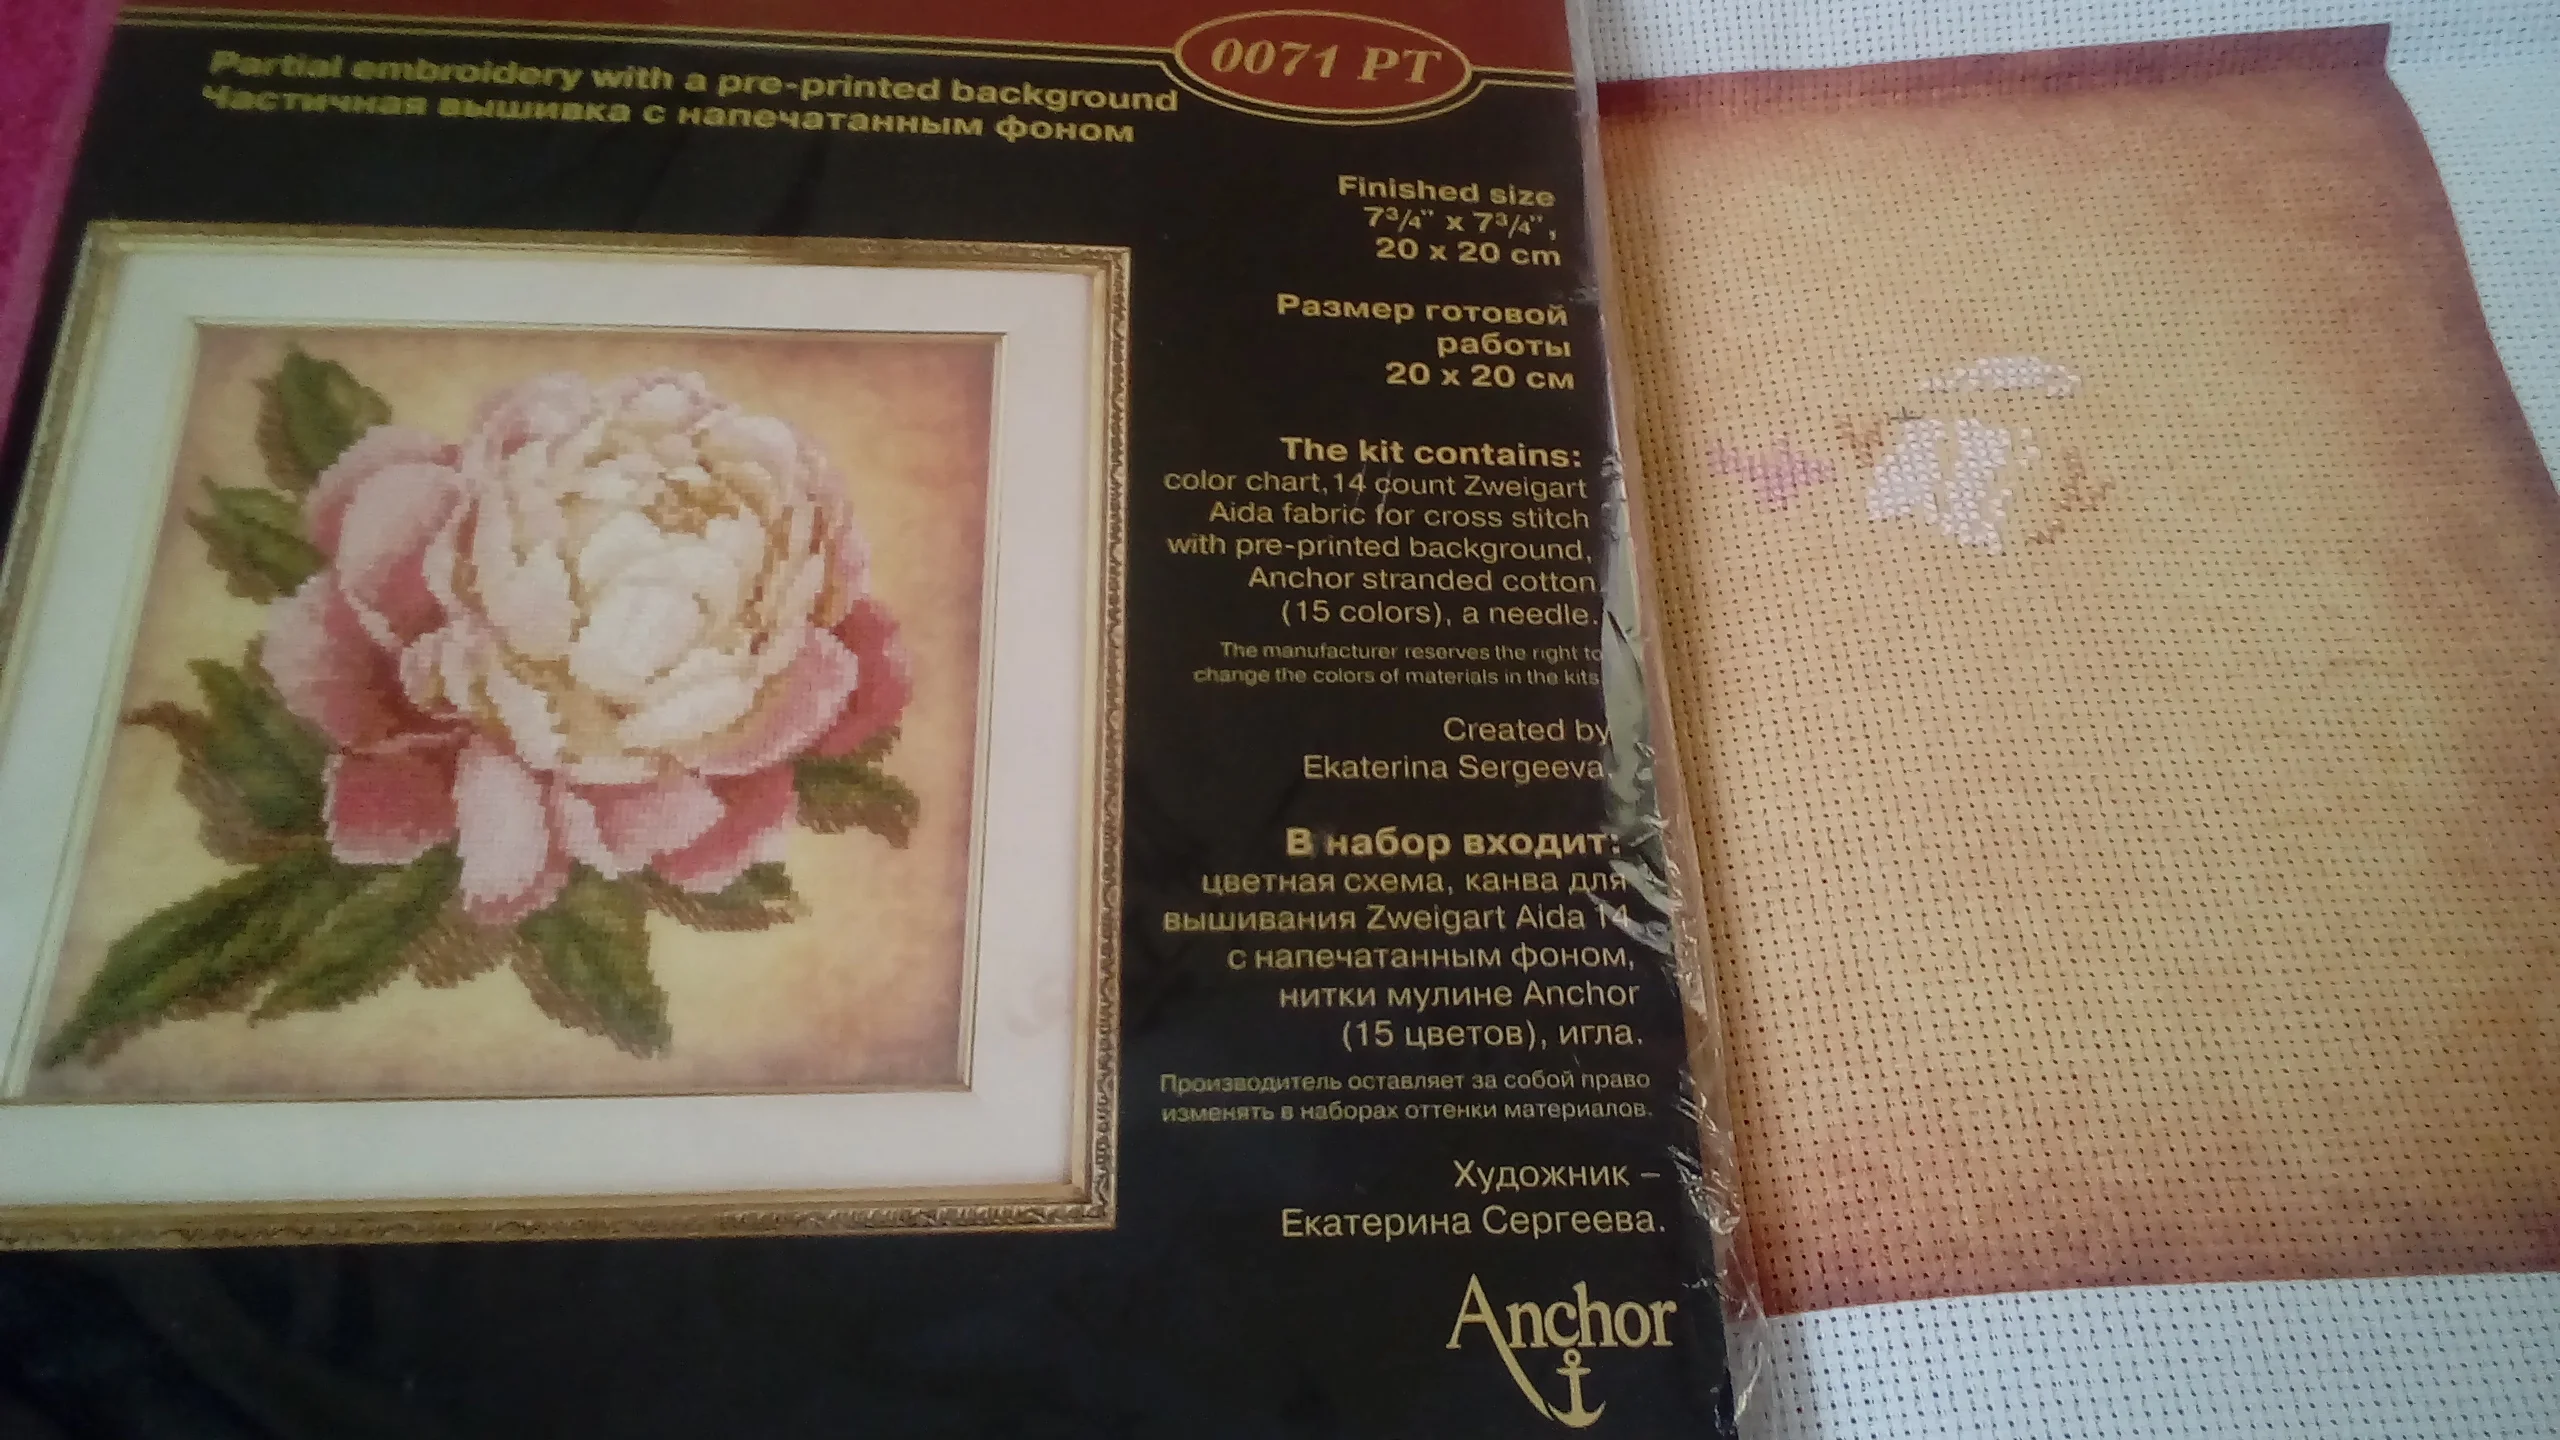 0071 PT
Partial embroidery with a pre-printed background
Частичная вышивка с напечатанным фоном
Finished size
7¾" x 7¾",
20 x 20 cm
Размер готовой
работы
20 x 20 см
The kit contains:
color chart, 14 count Zweigart
Aida fabric for cross stitch
with pre-printed background,
Anchor stranded cotton
(15 colors), a needle.
The manufacturer reserves the right to
change the colors of materials in the kits
Created by
Ekaterina Sergeeva.
В набор входит:
цветная схема, канва для
вышивания Zweigart Aida 14
с напечатанным фоном,
нитки мулине Anchor
(15 цветов), игла.
Производитель оставляет за собой право
изменять в наборах оттенки материалов.
Художник –
Екатерина Сергеева.
Anchor